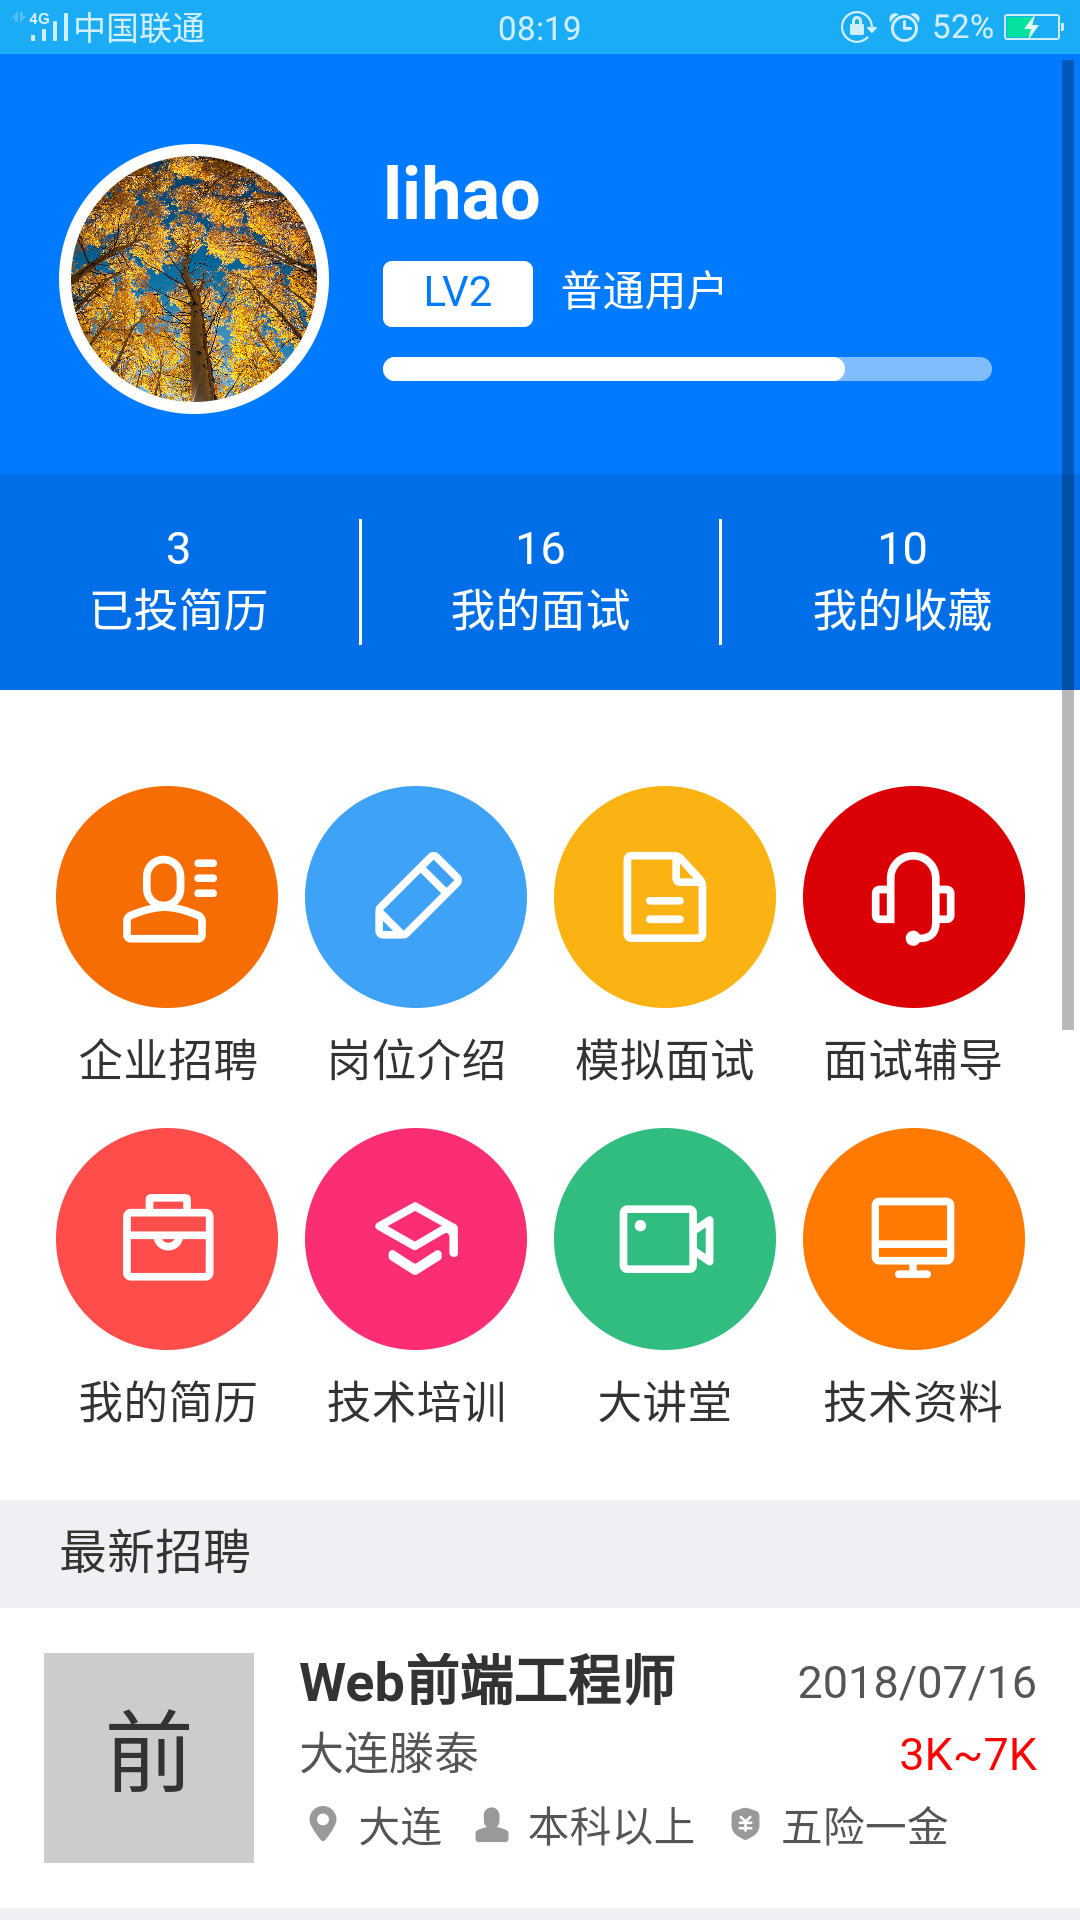 4G 中国联通 08:19 52%
lihao
LV2 普通用户
3 16 10
已投简历 我的面试 我的收藏
企业招聘 岗位介绍 模拟面试 面试辅导
我的简历 技术培训 大讲堂 技术资料
最新招聘
前
Web前端工程师 2018/07/16
大连滕泰 3K~7K
大连 本科以上 ¥ 五险一金